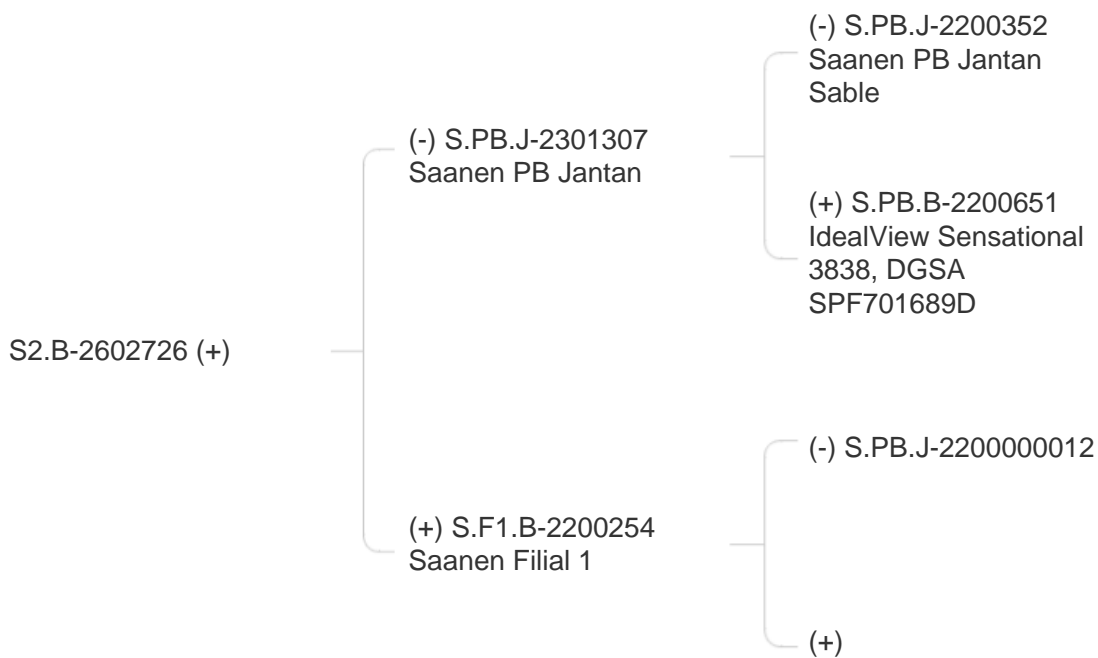 (-) S.PB.J-2200352
Saanen PB Jantan
Sable
(-) S.PB.J-2301307
Saanen PB Jantan
(+) S.PB.B-2200651
IdealView Sensational
3838, DGSA
SPF701689D
S2.B-2602726 (+)
(-) S.PB.J-2200000012
(+) S.F1.B-2200254
Saanen Filial 1
(+)